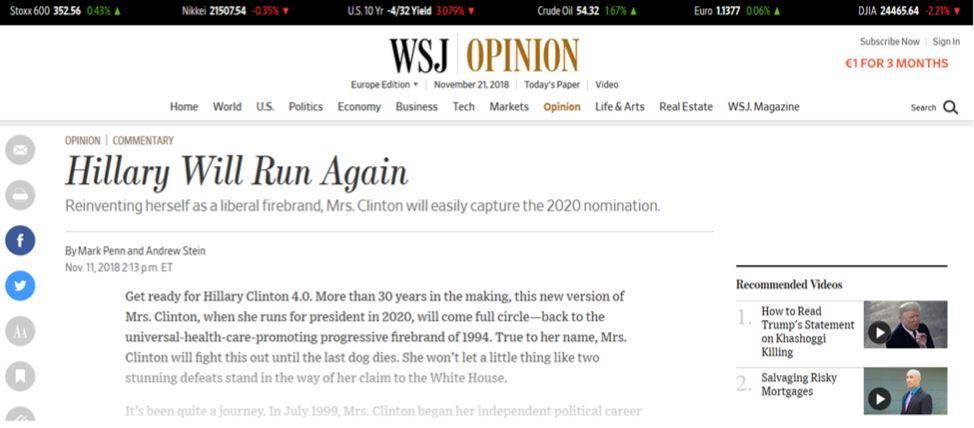 Stoxx 600 352.56 0.43% ▲ Nikkei 21507.54 -0.35% ▼ U.S. 10 Yr -4/32 Yield 3.079% ▼ Crude Oil 54.32 1.67% ▲ Euro 1.1377 0.06% ▲ DJIA 24465.64 -2.21% ▼
Subscribe Now | Sign In
WSJ | OPINION
€1 FOR 3 MONTHS
Europe Edition ▾ | November 21, 2018 | Today's Paper | Video
Home World U.S. Politics Economy Business Tech Markets Opinion Life & Arts Real Estate WSJ. Magazine Search
OPINION | COMMENTARY
Hillary Will Run Again
Reinventing herself as a liberal firebrand, Mrs. Clinton will easily capture the 2020 nomination.
By Mark Penn and Andrew Stein
Nov. 11, 2018 2:13 p.m. ET
Get ready for Hillary Clinton 4.0. More than 30 years in the making, this new version of
Mrs. Clinton, when she runs for president in 2020, will come full circle—back to the
universal-health-care-promoting progressive firebrand of 1994. True to her name, Mrs.
Clinton will fight this out until the last dog dies. She won't let a little thing like two
stunning defeats stand in the way of her claim to the White House.
It's been quite a journey. In July 1999, Mrs. Clinton began her independent political career
f
AA
Recommended Videos
1. How to Read
Trump's Statement
on Khashoggi
Killing
2. Salvaging Risky
Mortgages